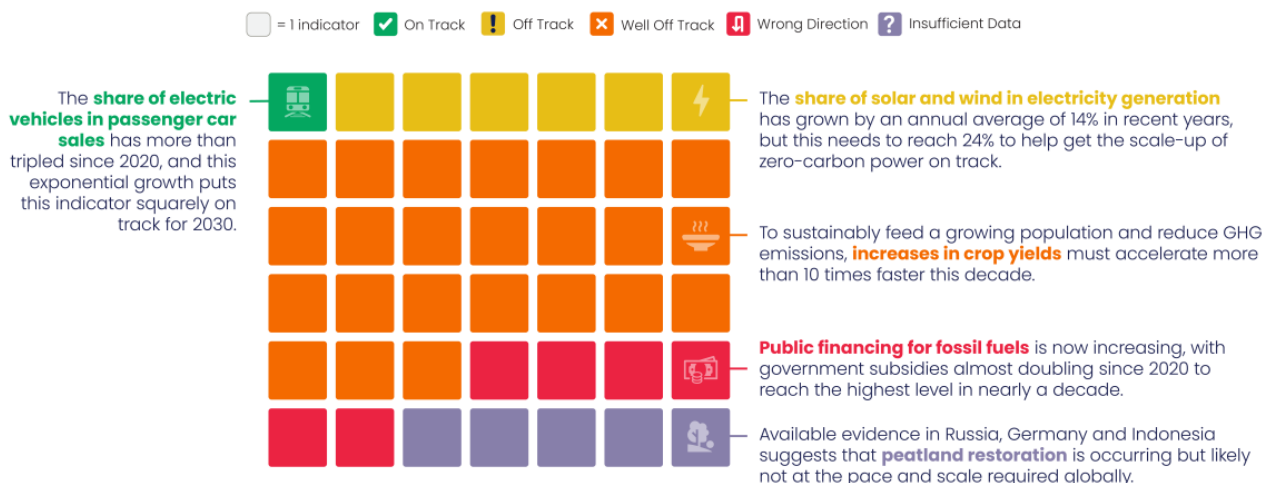 = 1 indicator On Track Off Track Well Off Track Wrong Direction Insufficient Data
The share of electric
vehicles in passenger car
sales has more than
tripled since 2020, and this
exponential growth puts
this indicator squarely on
track for 2030.
The share of solar and wind in electricity generation
has grown by an annual average of 14% in recent years,
but this needs to reach 24% to help get the scale-up of
zero-carbon power on track.
To sustainably feed a growing population and reduce GHG
emissions, increases in crop yields must accelerate more
than 10 times faster this decade.
Public financing for fossil fuels is now increasing, with
government subsidies almost doubling since 2020 to
reach the highest level in nearly a decade.
Available evidence in Russia, Germany and Indonesia
suggests that peatland restoration is occurring but likely
not at the pace and scale required globally.